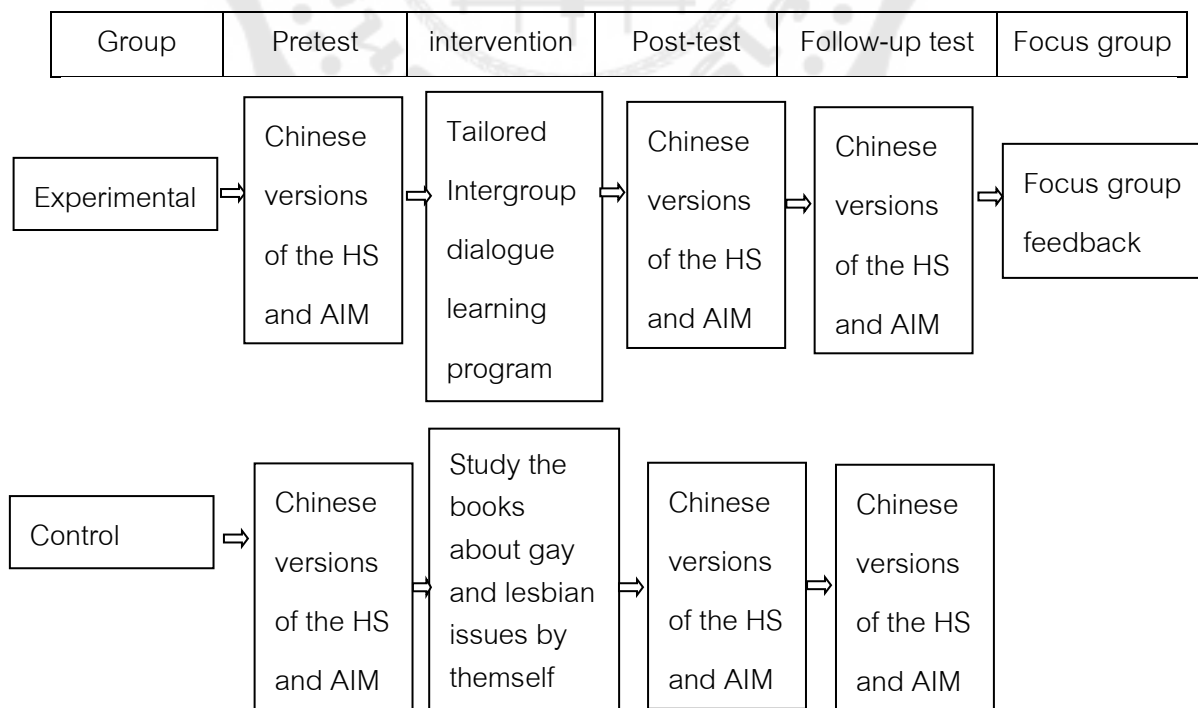 Group Pretest intervention Post-test Follow-up test Focus group
Experimental
Chinese
versions
of the HS
and AIM
Tailored
Intergroup
dialogue
learning
program
Chinese
versions
of the HS
and AIM
Chinese
versions
of the HS
and AIM
Focus group
feedback
Control
Chinese
versions
of the HS
and AIM
Study the
books
about gay
and lesbian
issues by
themself
Chinese
versions
of the HS
and AIM
Chinese
versions
of the HS
and AIM